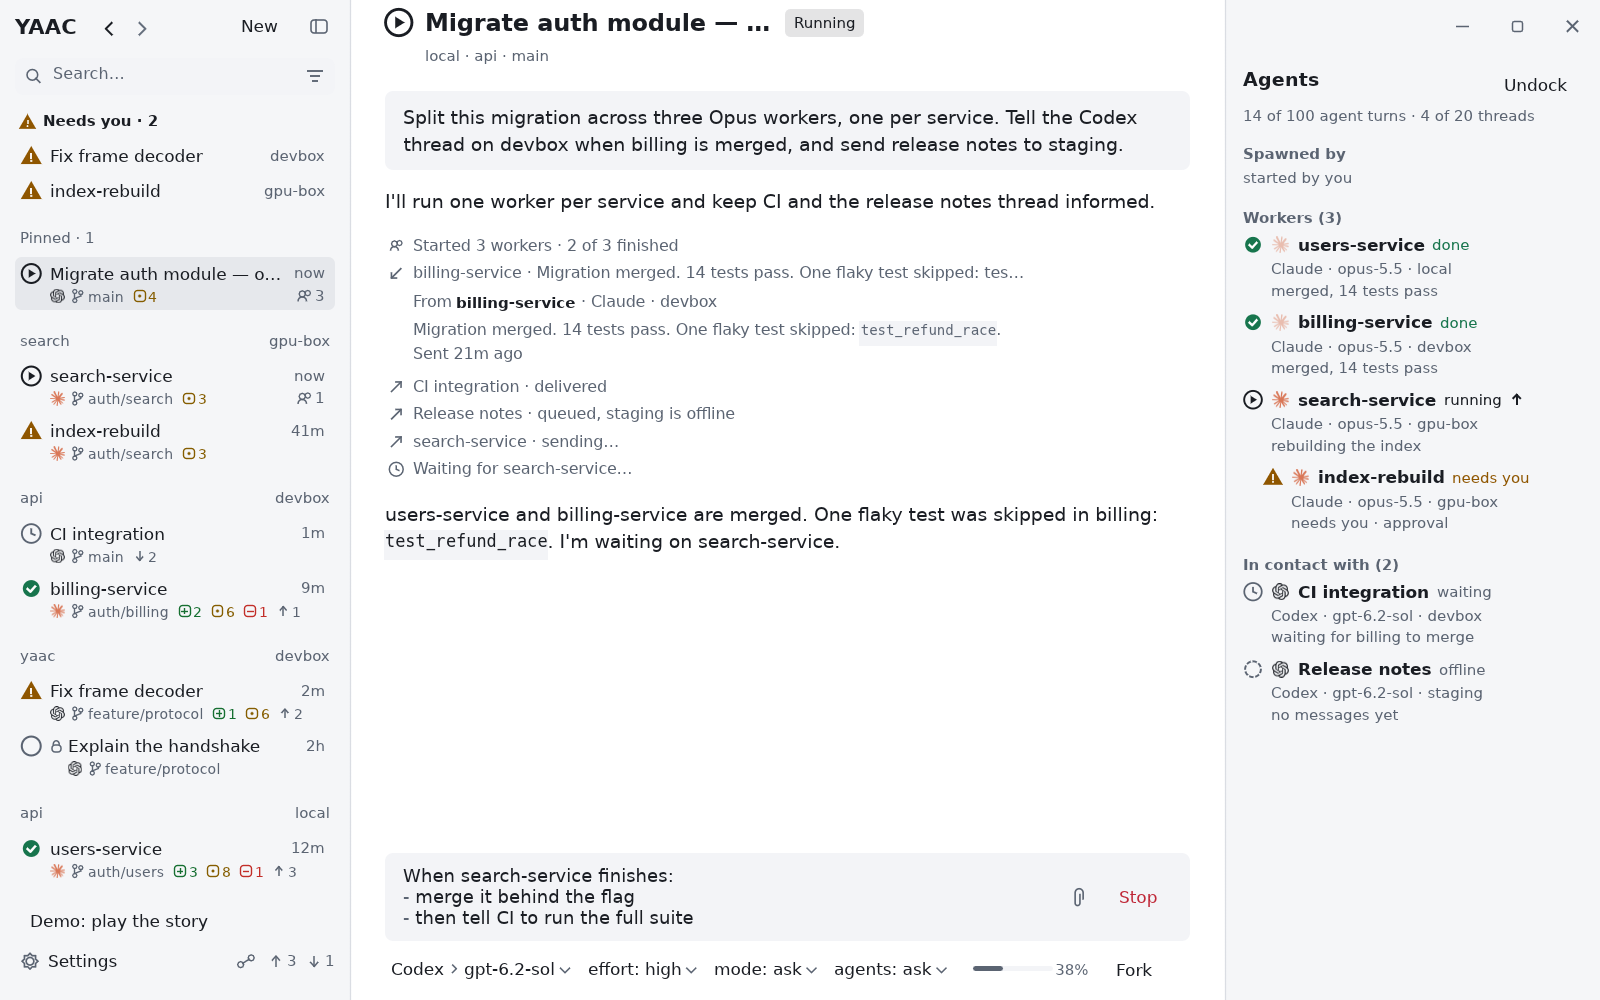 YAAC
New
Search...
Needs you · 2
Fix frame decoder devbox
index-rebuild gpu-box
Pinned · 1
Migrate auth module — o... now
main 4 3
search gpu-box
search-service now
auth/search 3 1
index-rebuild 41m
auth/search 3
api devbox
CI integration 1m
main ↓2
billing-service 9m
auth/billing 2 6 1 ↑1
yaac devbox
Fix frame decoder 2m
feature/protocol 1 6 ↑2
Explain the handshake 2h
feature/protocol
api local
users-service 12m
auth/users 3 8 1 ↑3
Demo: play the story
Settings ↑3 ↓1
Migrate auth module — ... Running
local · api · main
Split this migration across three Opus workers, one per service. Tell the Codex
thread on devbox when billing is merged, and send release notes to staging.
I'll run one worker per service and keep CI and the release notes thread informed.
Started 3 workers · 2 of 3 finished
↙ billing-service · Migration merged. 14 tests pass. One flaky test skipped: tes...
From billing-service · Claude · devbox
Migration merged. 14 tests pass. One flaky test skipped: test_refund_race.
Sent 21m ago
↗ CI integration · delivered
↗ Release notes · queued, staging is offline
↗ search-service · sending...
Waiting for search-service...
users-service and billing-service are merged. One flaky test was skipped in billing:
test_refund_race. I'm waiting on search-service.
When search-service finishes:
- merge it behind the flag
- then tell CI to run the full suite
Stop
Codex › gpt-6.2-sol effort: high mode: ask agents: ask 38% Fork
Agents
Undock
14 of 100 agent turns · 4 of 20 threads
Spawned by
started by you
Workers (3)
users-service done
Claude · opus-5.5 · local
merged, 14 tests pass
billing-service done
Claude · opus-5.5 · devbox
merged, 14 tests pass
search-service running ↑
Claude · opus-5.5 · gpu-box
rebuilding the index
index-rebuild needs you
Claude · opus-5.5 · gpu-box
needs you · approval
In contact with (2)
CI integration waiting
Codex · gpt-6.2-sol · devbox
waiting for billing to merge
Release notes offline
Codex · gpt-6.2-sol · staging
no messages yet